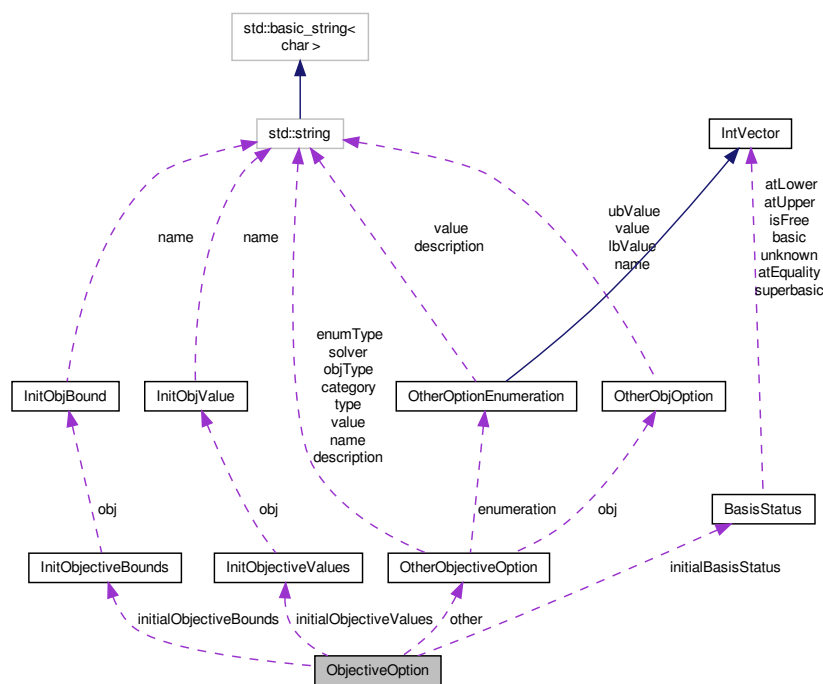 std::basic_string<
char >
std::string
IntVector
name
name
value
description
ubValue
value
lbValue
name
atLower
atUpper
isFree
basic
unknown
atEquality
superbasic
enumType
solver
objType
category
type
value
name
description
InitObjBound
InitObjValue
OtherOptionEnumeration
OtherObjOption
obj
obj
enumeration
obj
BasisStatus
InitObjectiveBounds
InitObjectiveValues
OtherObjectiveOption
initialBasisStatus
initialObjectiveBounds
initialObjectiveValues
other
ObjectiveOption